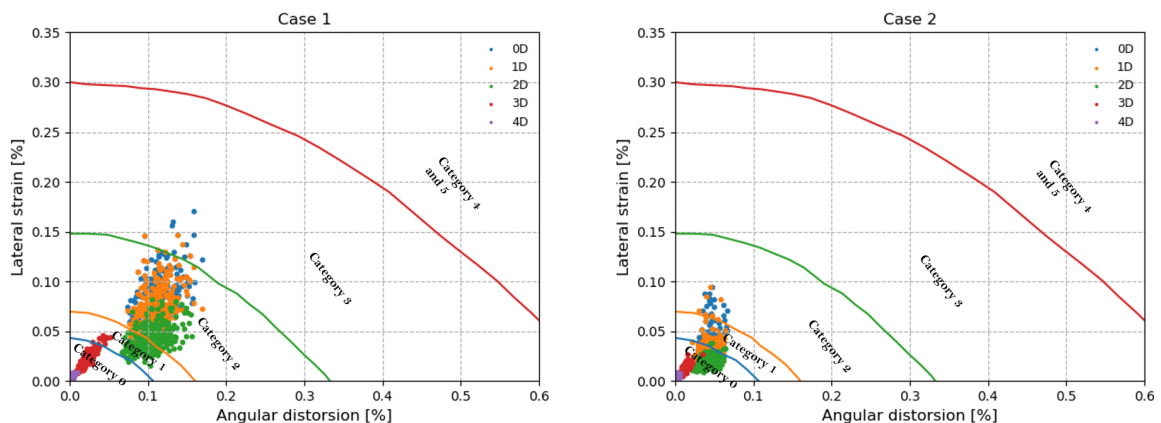 Case 1
0.35
0.30
0.25
0.20
0.15
0.10
0.05
0.00
Lateral strain [%]
0D
1D
2D
3D
4D
Category 4
and 5
Category 3
Category 2
Category 1
Category 0
0.0
0.1
0.2
0.3
0.4
0.5
0.6
Angular distorsion [%]
Case 2
0.35
0.30
0.25
0.20
0.15
0.10
0.05
0.00
Lateral strain [%]
0D
1D
2D
3D
4D
Category 4
and 5
Category 3
Category 2
Category 1
Category 0
0.0
0.1
0.2
0.3
0.4
0.5
0.6
Angular distorsion [%]